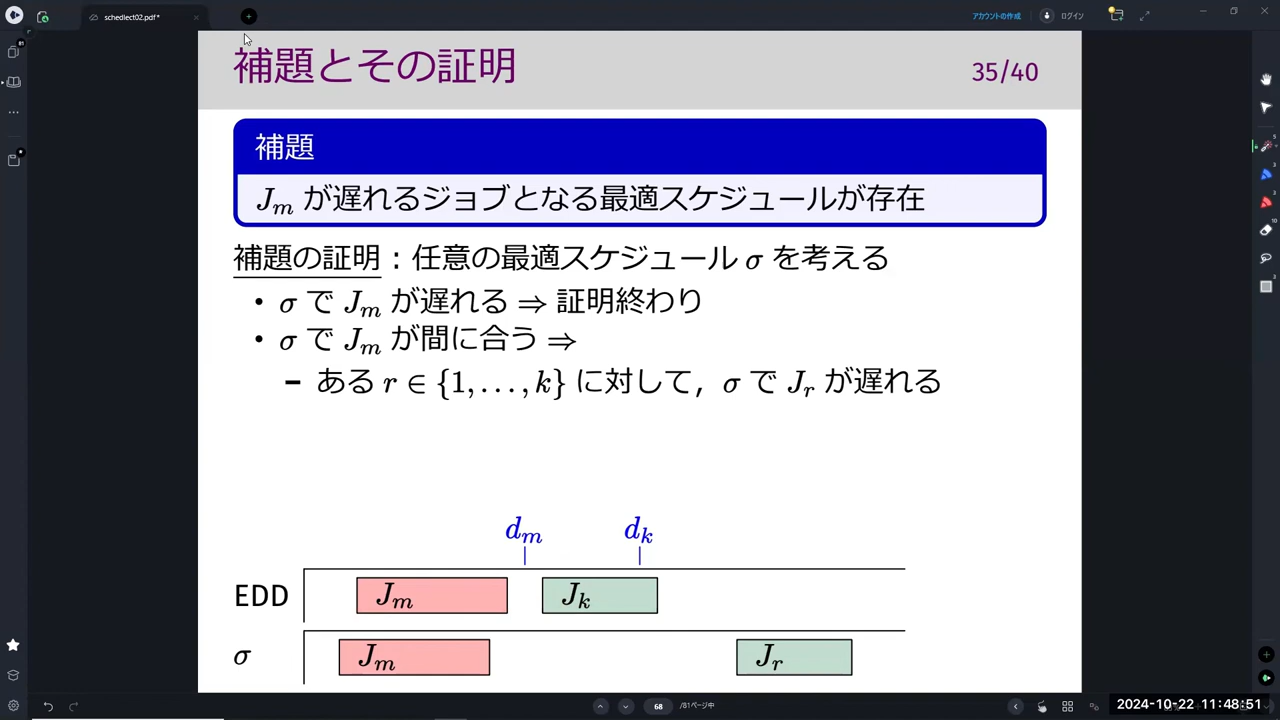 schedlect02.pdf*
アカウントの作成
ログイン
補題とその証明
35/40
補題
J_m が遅れるジョブとなる最適スケジュールが存在
補題の証明：任意の最適スケジュール σ を考える
• σ で J_m が遅れる ⇒ 証明終わり
• σ で J_m が間に合う ⇒
– ある r ∈ {1, . . . , k} に対して，σ で J_r が遅れる
d_m d_k
EDD J_m J_k
σ J_m J_r
68 /81ページ中
2024-10-22 11:48:51